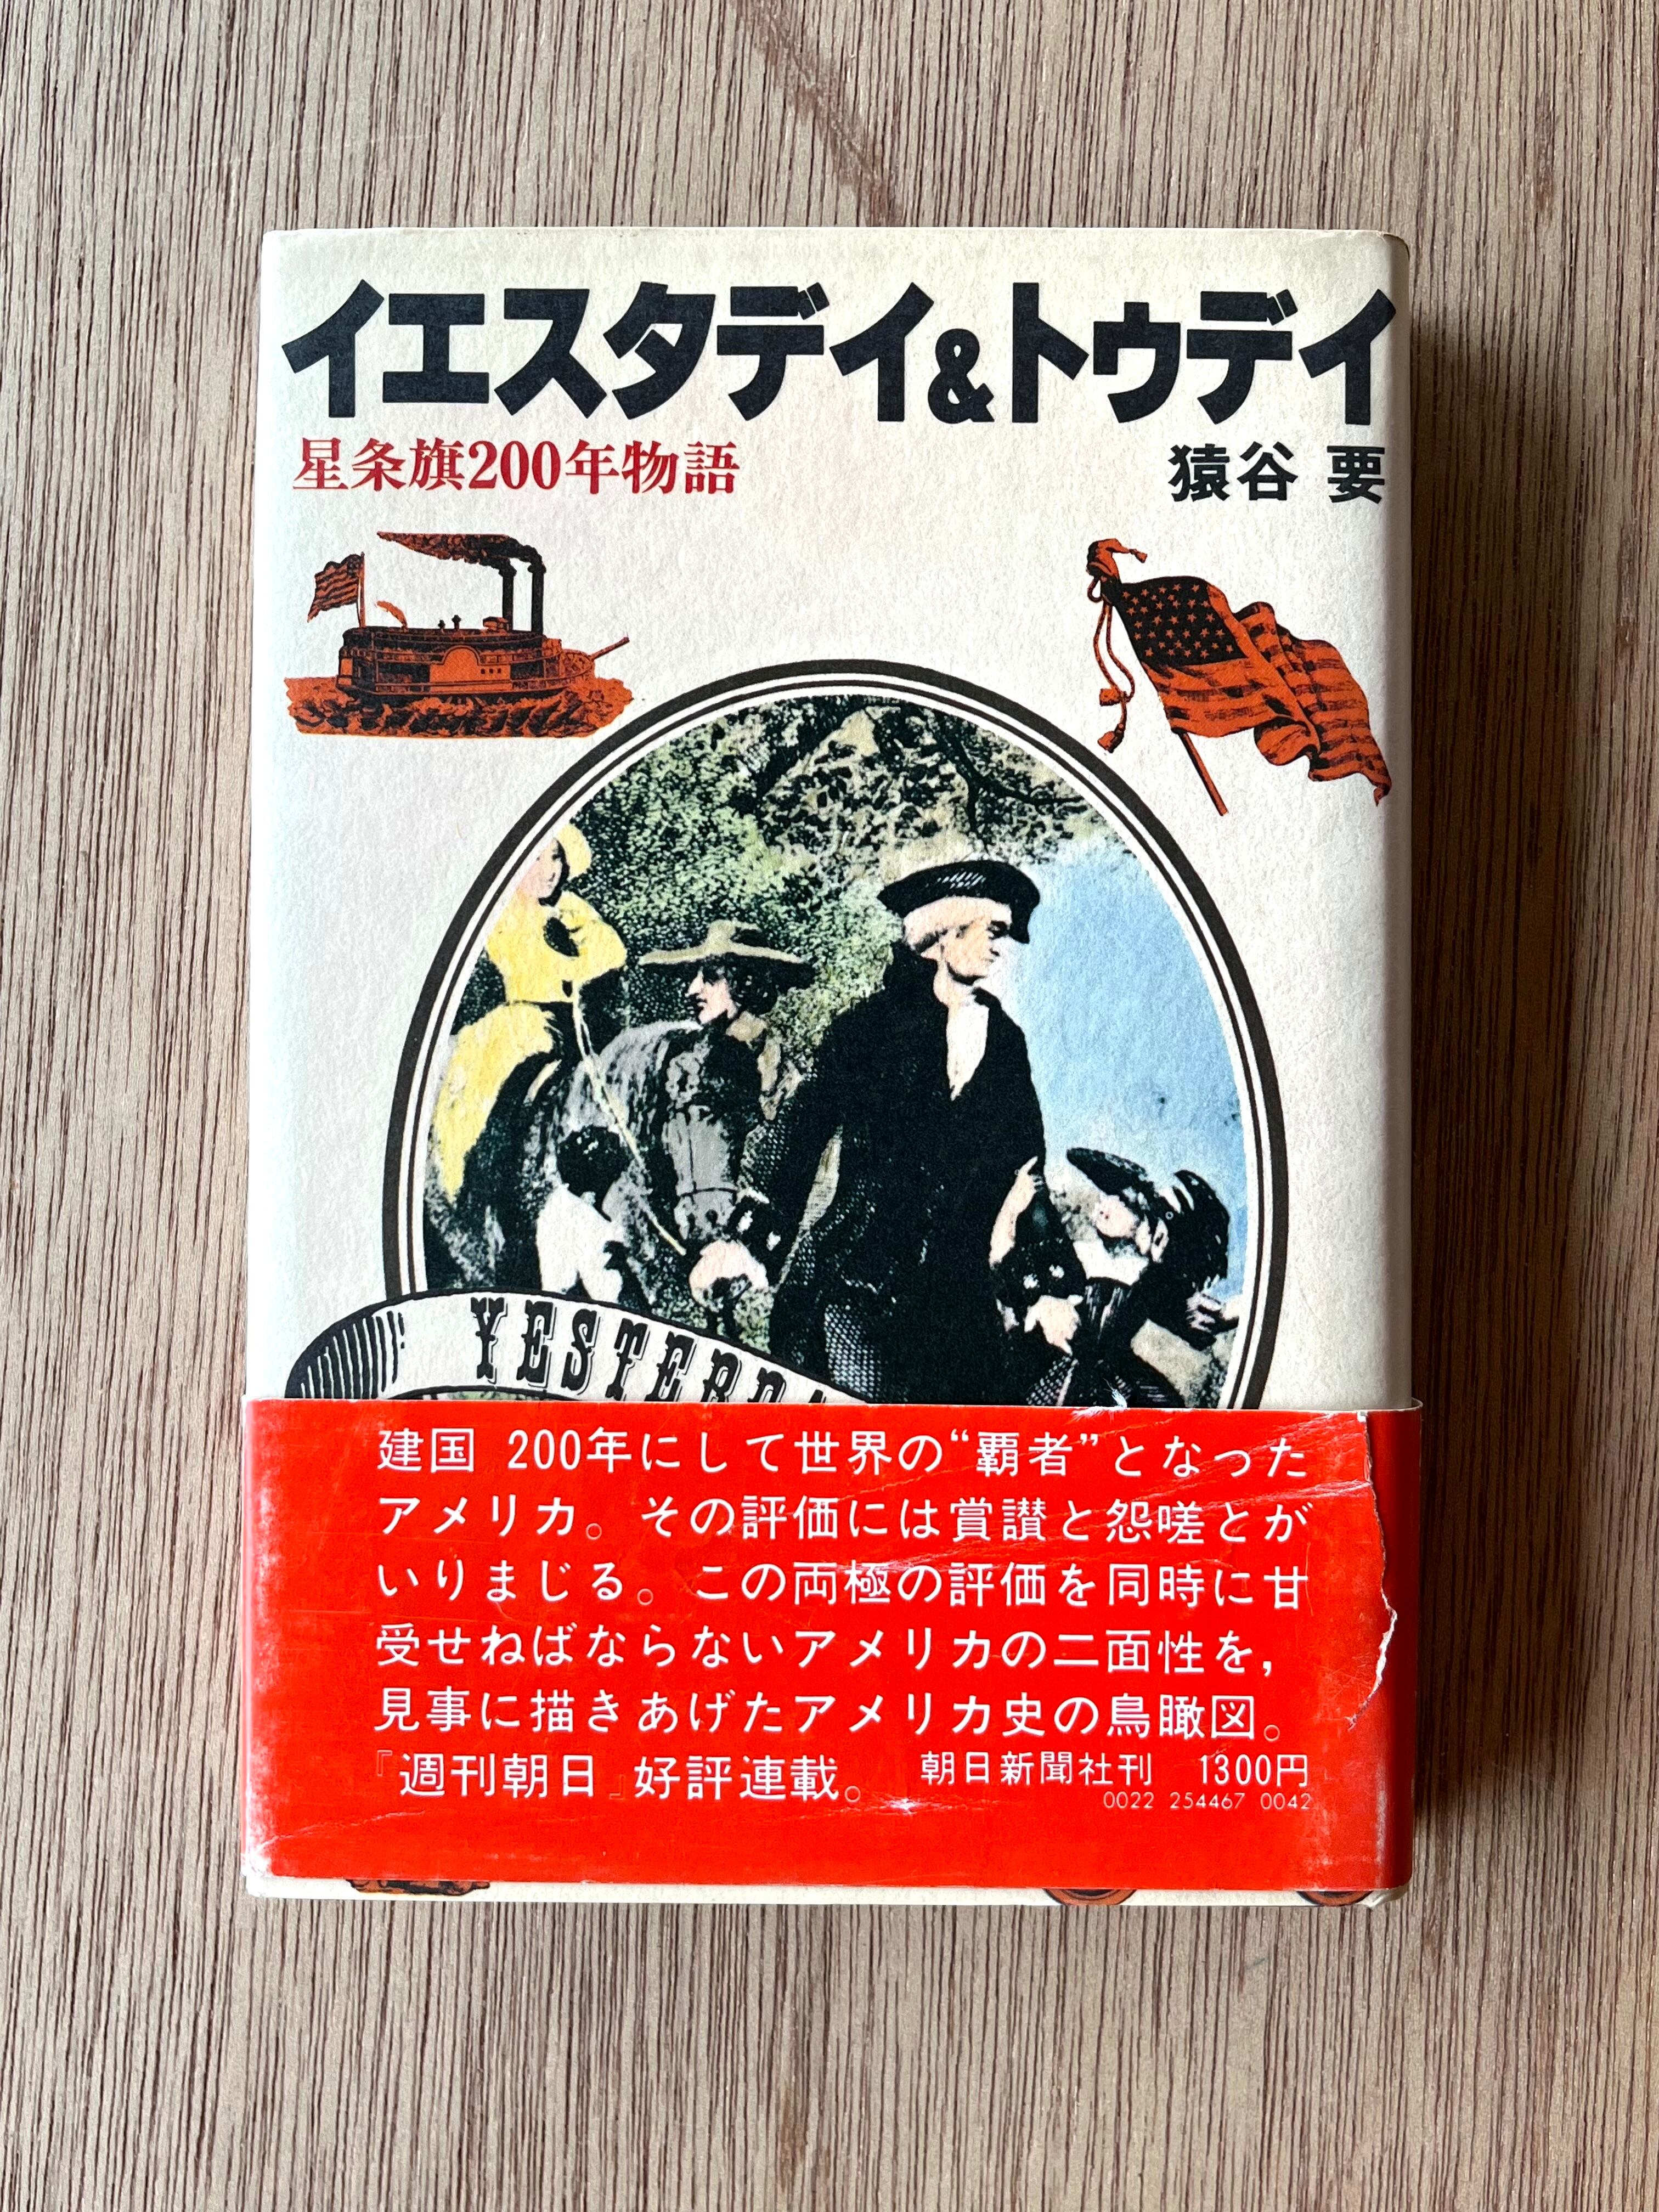 イエスタデイ&トゥデイ
星条旗200年物語
猿谷 要
YESTERDA
建国 200年にして世界の“覇者”となった
アメリカ。その評価には賞讃と怨嗟とが
いりまじる。この両極の評価を同時に甘
受せねばならないアメリカの二面性を,
見事に描きあげたアメリカ史の鳥瞰図。
『週刊朝日』好評連載。 朝日新聞社刊 1300円
0022 254467 0042